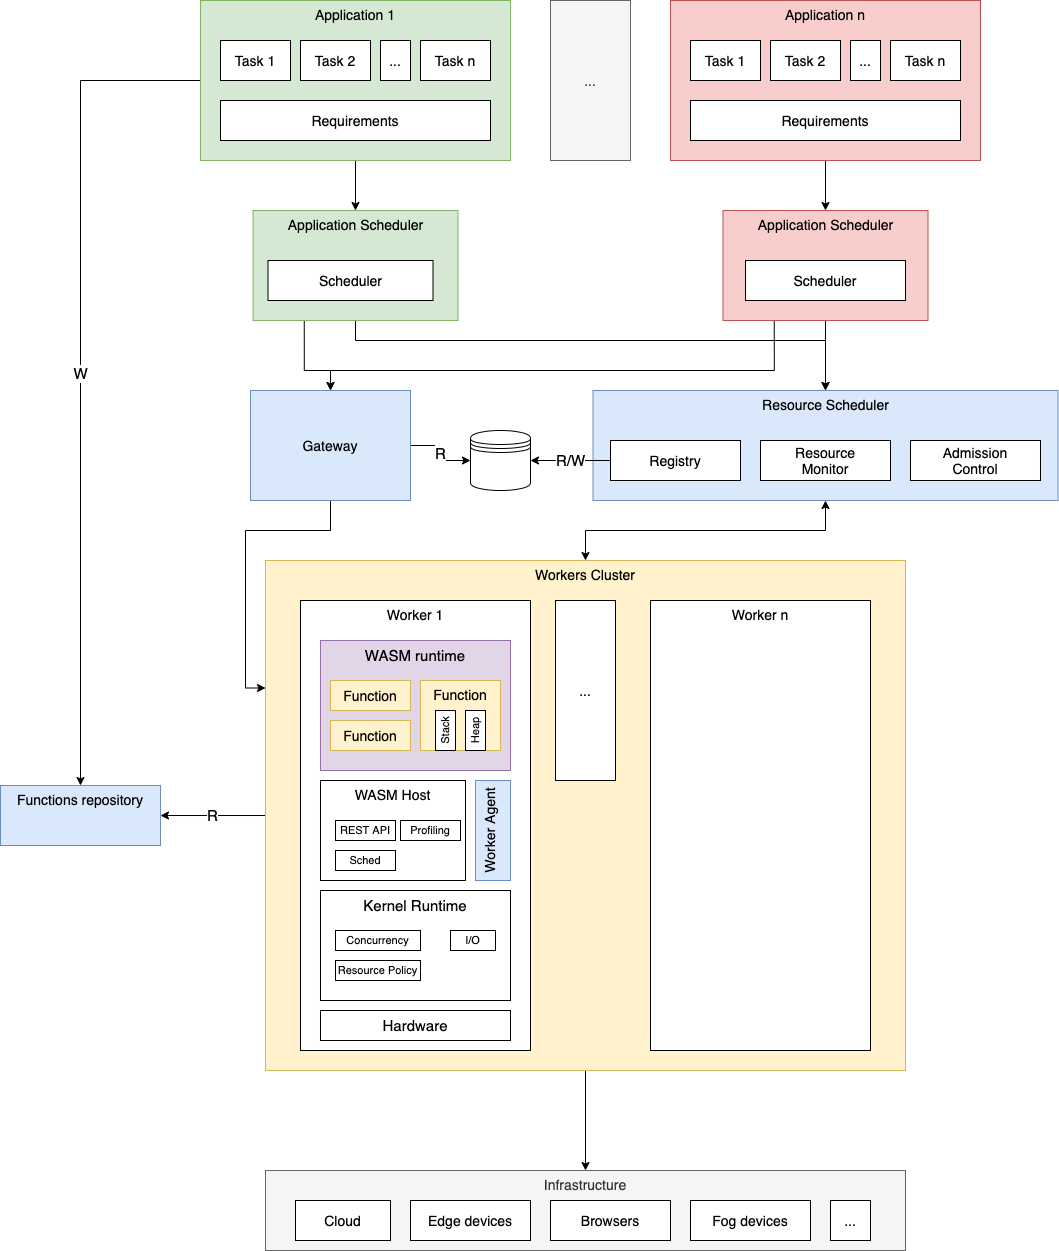 Application 1
Task 1
Task 2
...
Task n
Requirements
...
Application n
Task 1
Task 2
...
Task n
Requirements
Application Scheduler
Scheduler
Application Scheduler
Scheduler
W
Gateway
R
R/W
Resource Scheduler
Registry
Resource
Monitor
Admission
Control
Workers Cluster
Worker 1
WASM runtime
Function
Function
Function
Stack
Heap
WASM Host
REST API
Profiling
Sched
Worker Agent
Kernel Runtime
Concurrency
I/O
Resource Policy
Hardware
...
Worker n
Functions repository
R
Infrastructure
Cloud
Edge devices
Browsers
Fog devices
...